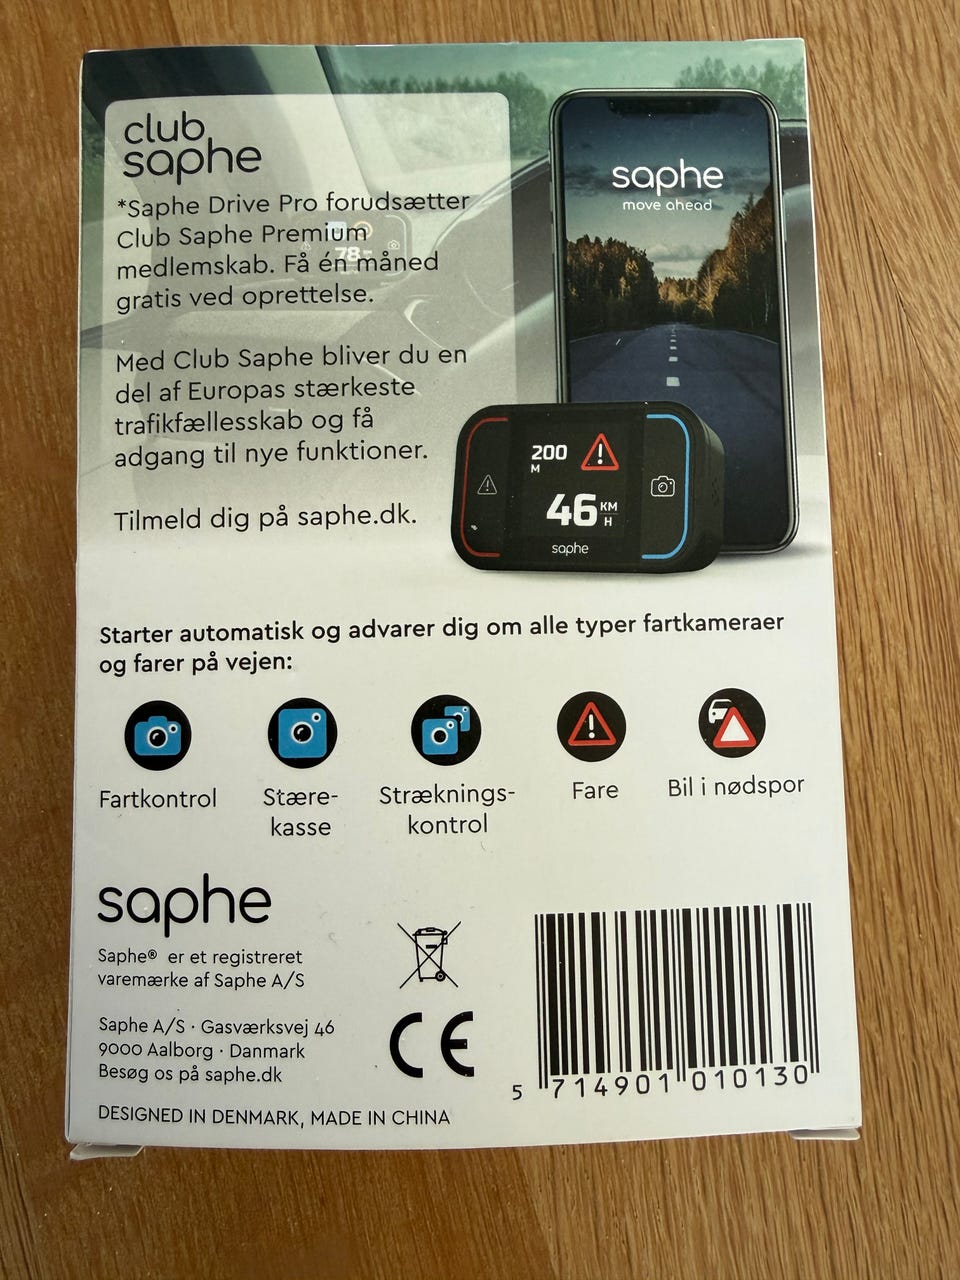 club
saphe
*Saphe Drive Pro forudsætter
Club Saphe Premium
medlemskab. Få én måned
gratis ved oprettelse.
Med Club Saphe bliver du en
del af Europas stærkeste
trafikfællesskab og få
adgang til nye funktioner.
Tilmeld dig på saphe.dk.
78
saphe
move ahead
200
M
46 KM
H
saphe
Starter automatisk og advarer dig om alle typer fartkameraer
og farer på vejen:
Fartkontrol
Stære-
kasse
Stræknings-
kontrol
Fare
Bil i nødspor
saphe
Saphe® er et registreret
varemærke af Saphe A/S
Saphe A/S · Gasværksvej 46
9000 Aalborg · Danmark
Besøg os på saphe.dk
DESIGNED IN DENMARK, MADE IN CHINA
CE
5 714901 010130